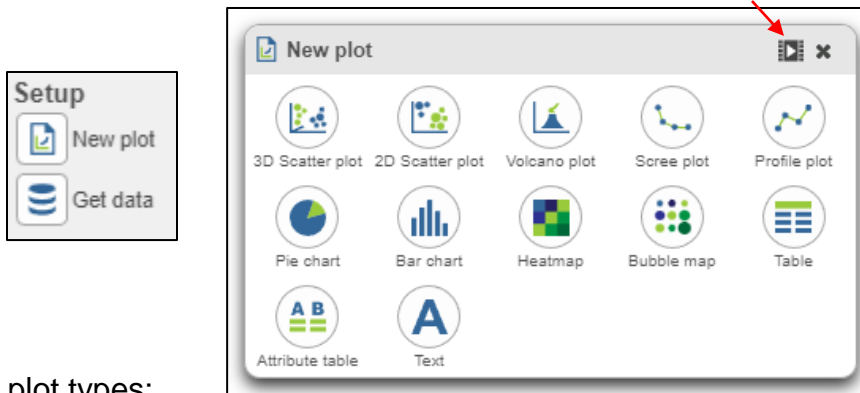 Setup
New plot
Get data
New plot
3D Scatter plot 2D Scatter plot Volcano plot Scree plot Profile plot
Pie chart Bar chart Heatmap Bubble map Table
A B
A
Attribute table Text
plot types: